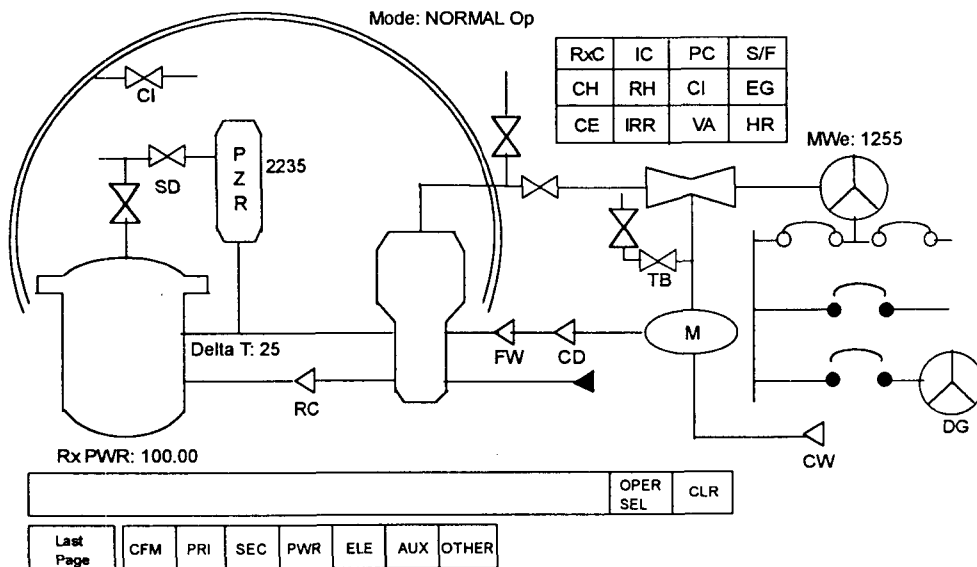 Mode: NORMAL Op
RxC IC PC S/F
CH RH CI EG
CE IRR VA HR
CI
MWe: 1255
P
Z
R
2235
SD
TB
M
Delta T: 25
FW
CD
RC
DG
CW
Rx PWR: 100.00
OPER
SEL
CLR
Last
Page
CFM PRI SEC PWR ELE AUX OTHER